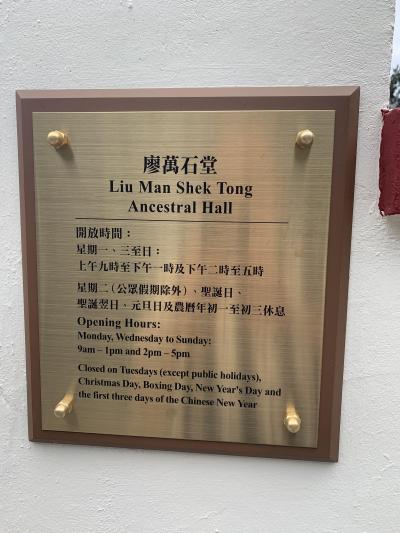 廖萬石堂
Liu Man Shek Tong
Ancestral Hall
開放時間：
星期一、三至日：
上午九時至下午一時及下午二時至五時
星期二（公眾假期除外）、聖誕日、
聖誕翌日、元旦日及農曆年初一至初三休息
Opening Hours:
Monday, Wednesday to Sunday:
9am – 1pm and 2pm – 5pm
Closed on Tuesdays (except public holidays),
Christmas Day, Boxing Day, New Year's Day and
the first three days of the Chinese New Year